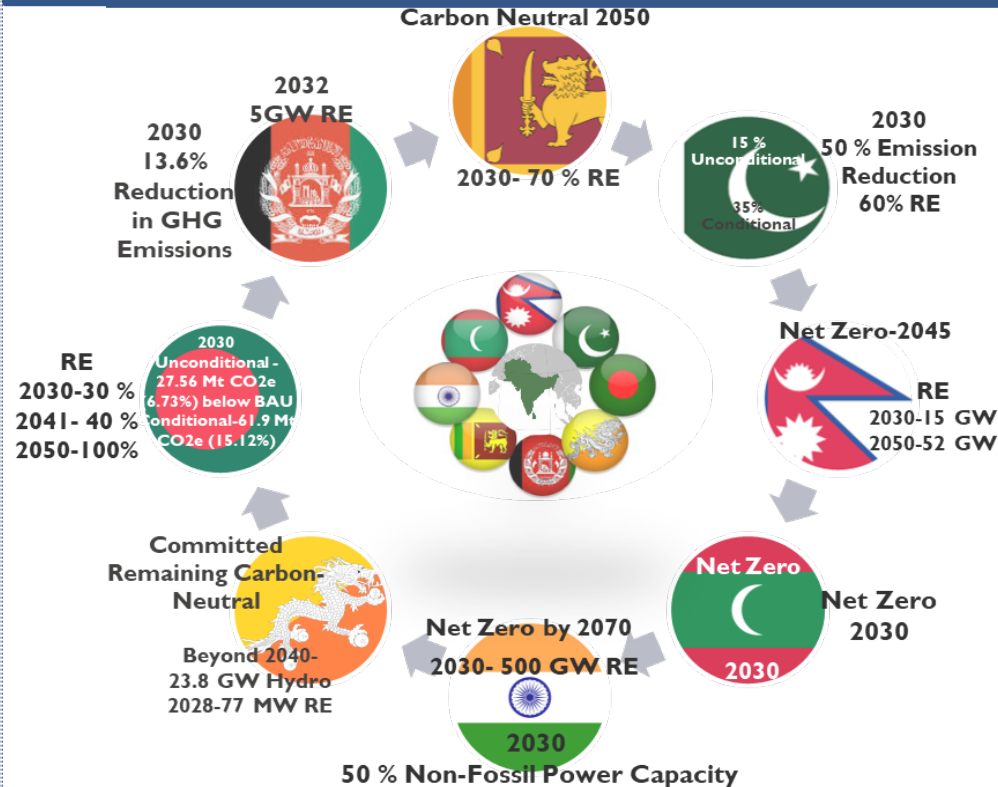 Carbon Neutral 2050
2030- 70 % RE
15 %
Unconditional
35%
Conditional
2030
50 % Emission
Reduction
60% RE
Net Zero-2045
RE
2030-15 GW
2050-52 GW
Net Zero
2030
Net Zero
2030
Net Zero by 2070
2030- 500 GW RE
2030
50 % Non-Fossil Power Capacity
Committed
Remaining Carbon-
Neutral
Beyond 2040-
23.8 GW Hydro
2028-77 MW RE
RE
2030-30 %
2041- 40 %
2050-100%
2030
Unconditional -
27.56 Mt CO2e
(6.73%) below BAU
Conditional-61.9 Mt
CO2e (15.12%)
2032
5GW RE
2030
13.6%
Reduction
in GHG
Emissions